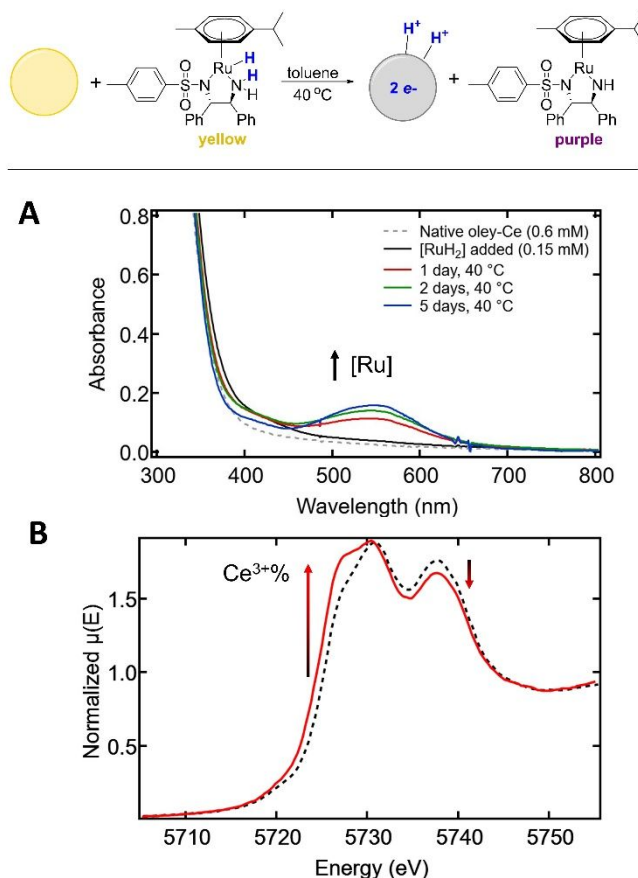 H
H
O
O
S
N
Ru
N
H
Ph
Ph
yellow
+
toluene
40 °C
H+
H+
2 e-
+
O
O
S
N
Ru
NH
Ph
Ph
purple
A
0.8
0.6
0.4
0.2
0.0
Absorbance
Native oley-Ce (0.6 mM)
[RuH2] added (0.15 mM)
1 day, 40 °C
2 days, 40 °C
5 days, 40 °C
[Ru]
300 400 500 600 700 800
Wavelength (nm)
B
1.5
1.0
0.5
Normalized μ(E)
Ce3+%
5710 5720 5730 5740 5750
Energy (eV)